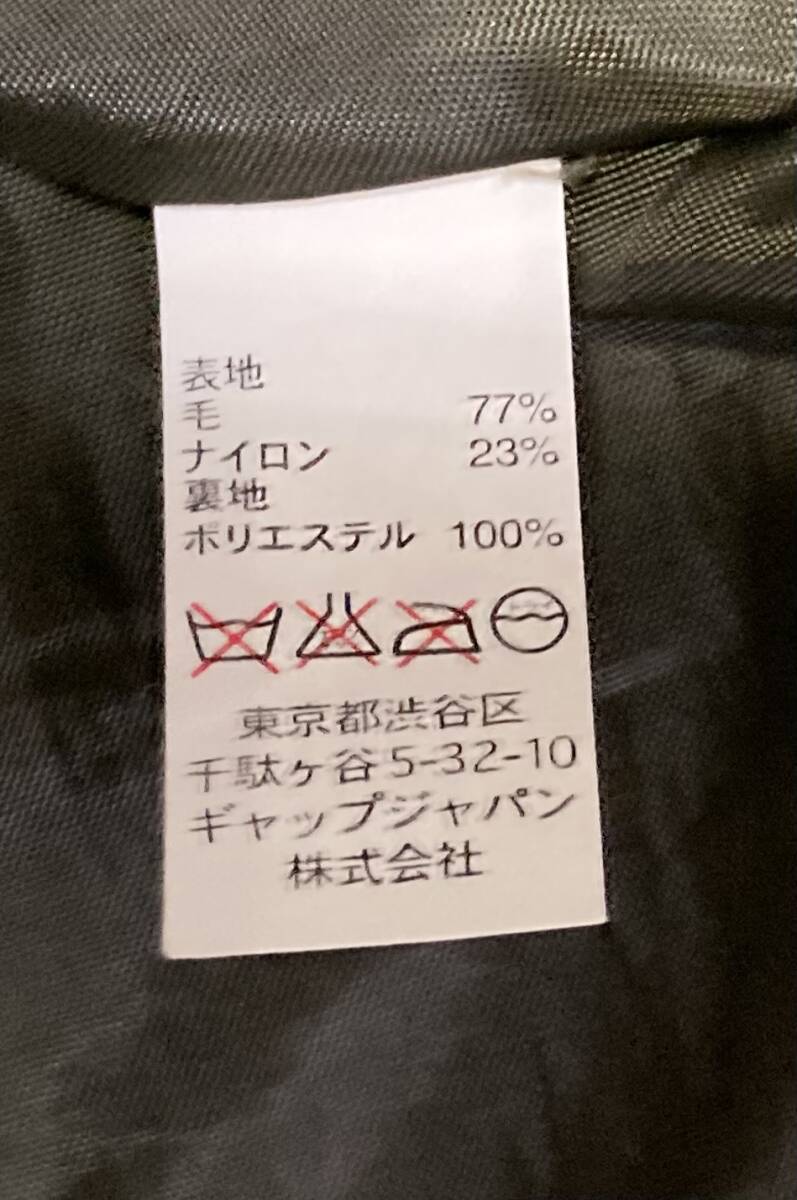 表地
毛 77%
ナイロン 23%
裏地
ポリエステル 100%
東京都渋谷区
千駄ヶ谷5-32-10
ギャップジャパン
株式会社